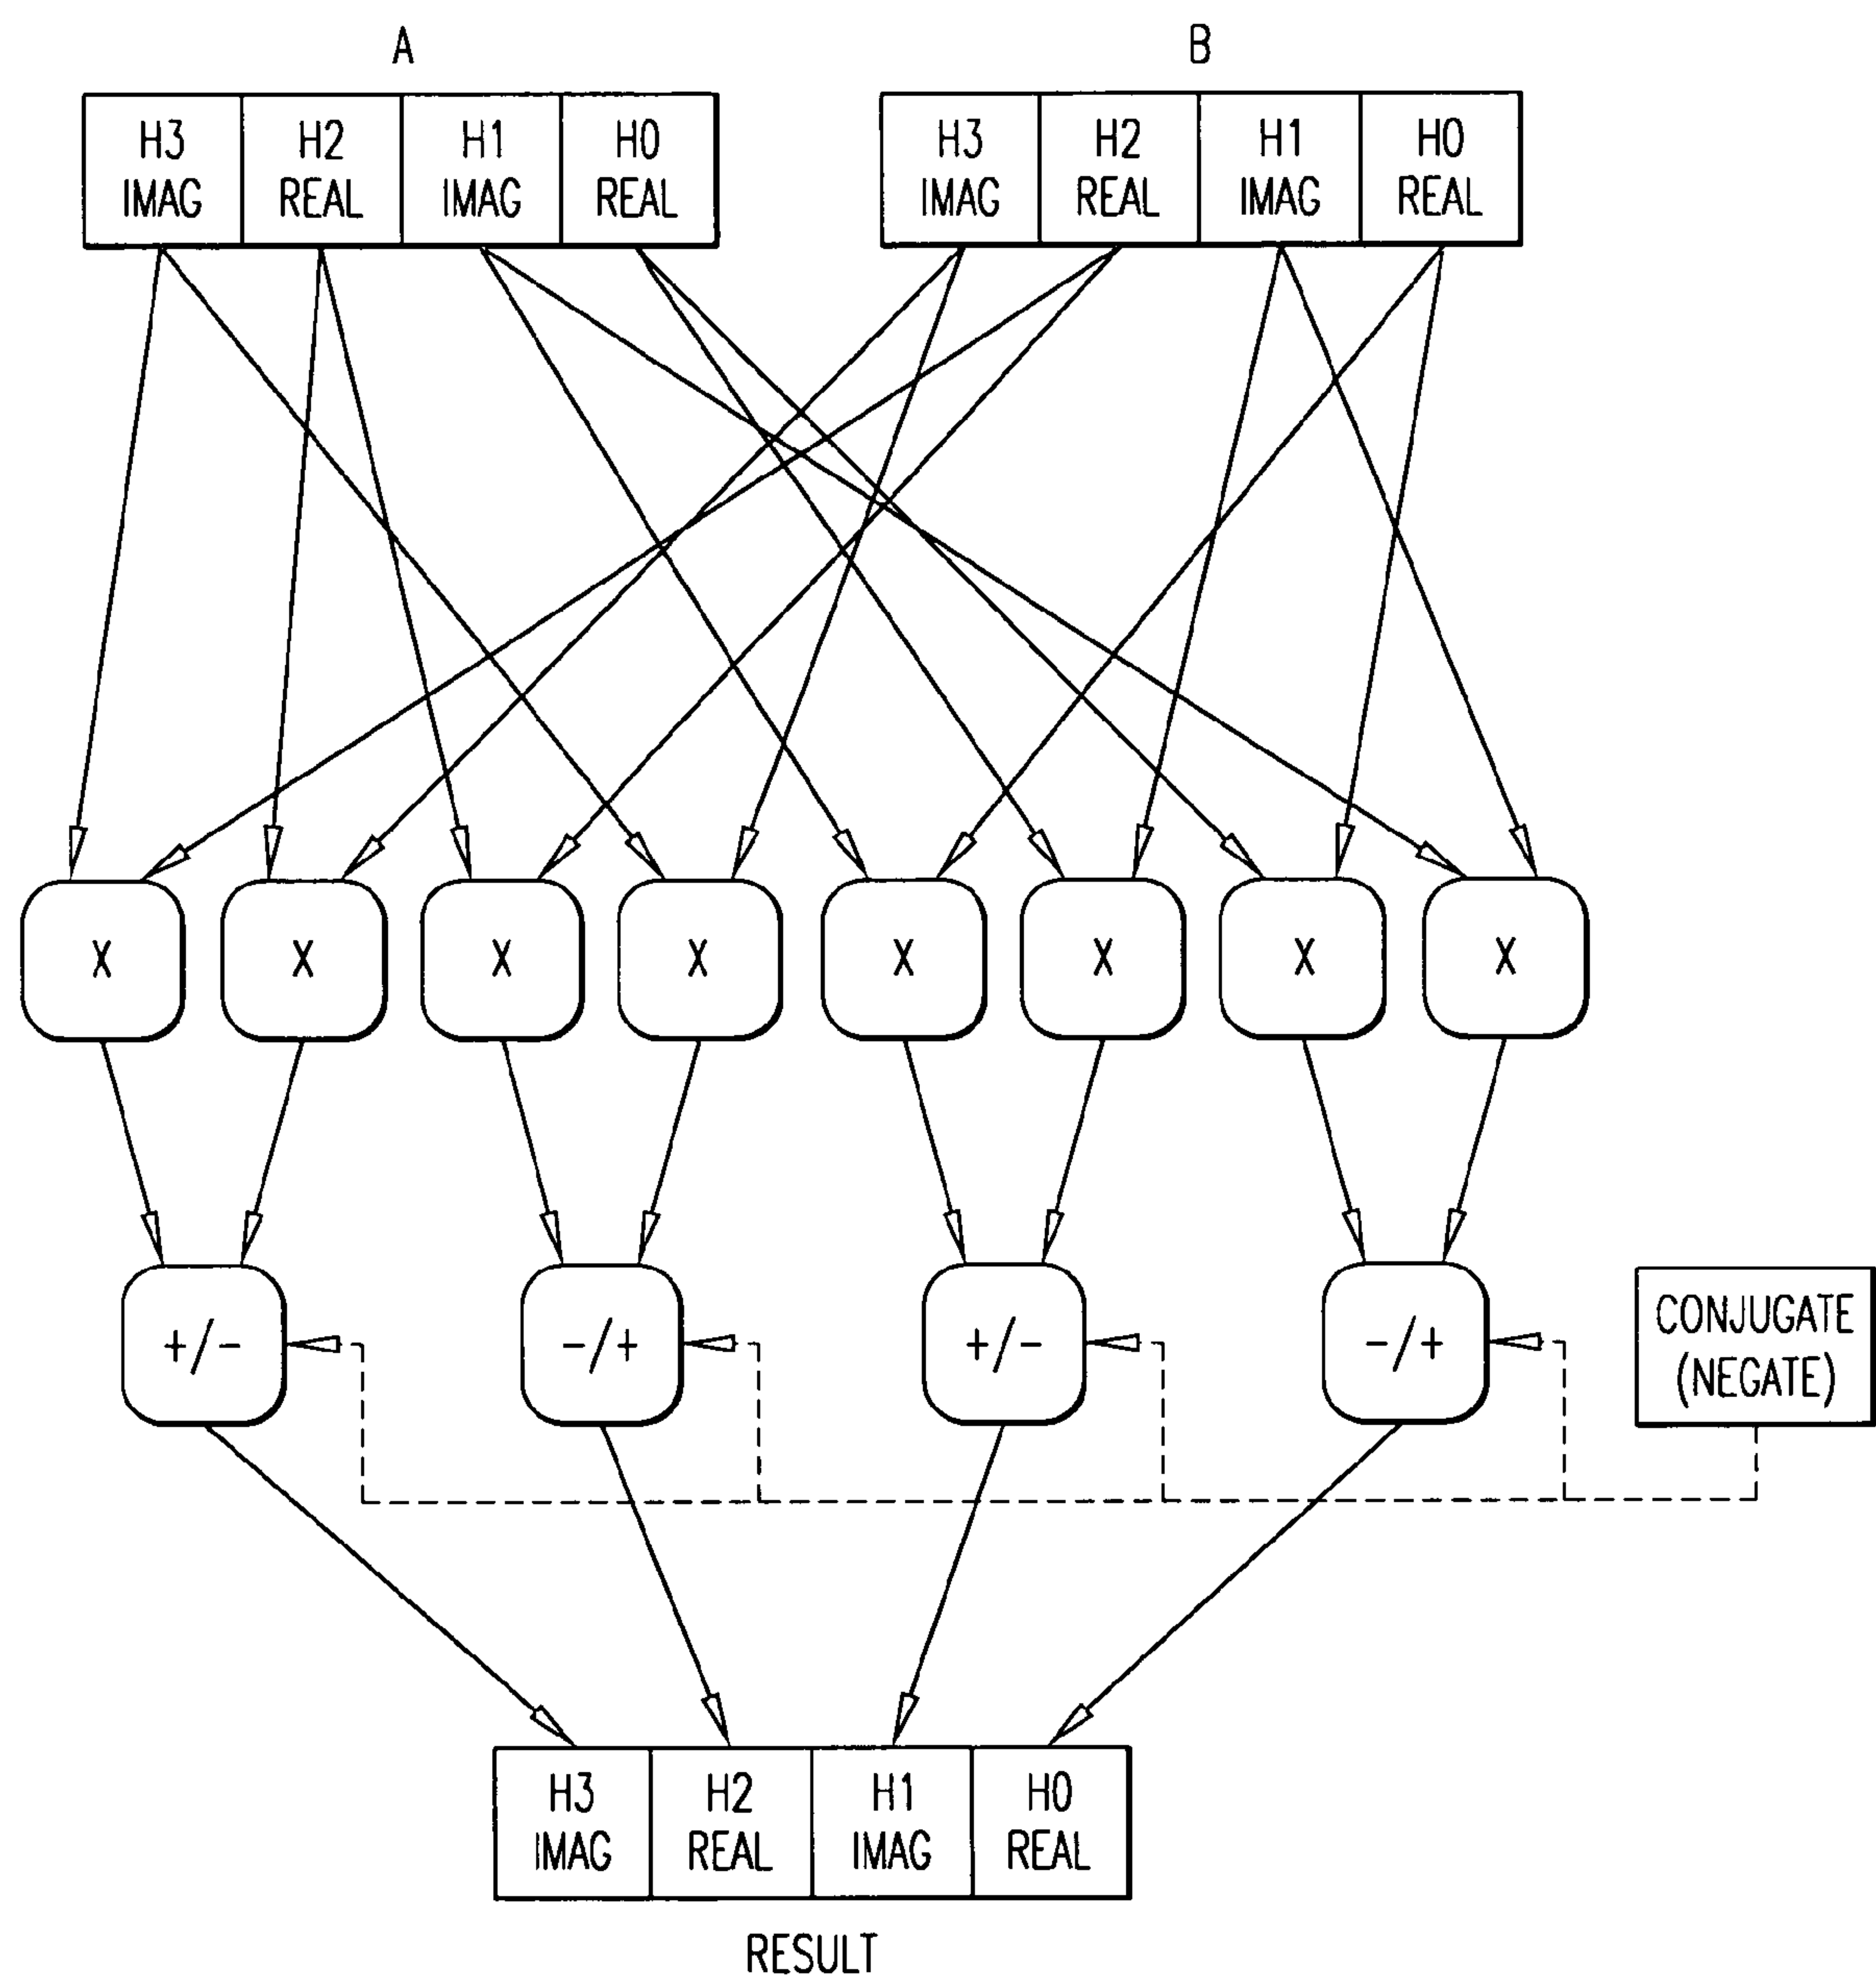 A B
H3 H2 H1 H0 H3 H2 H1 H0
IMAG REAL IMAG REAL IMAG REAL IMAG REAL
X X X X X X X X
+/- -/+ +/- -/+
CONJUGATE
(NEGATE)
H3 H2 H1 H0
IMAG REAL IMAG REAL
RESULT